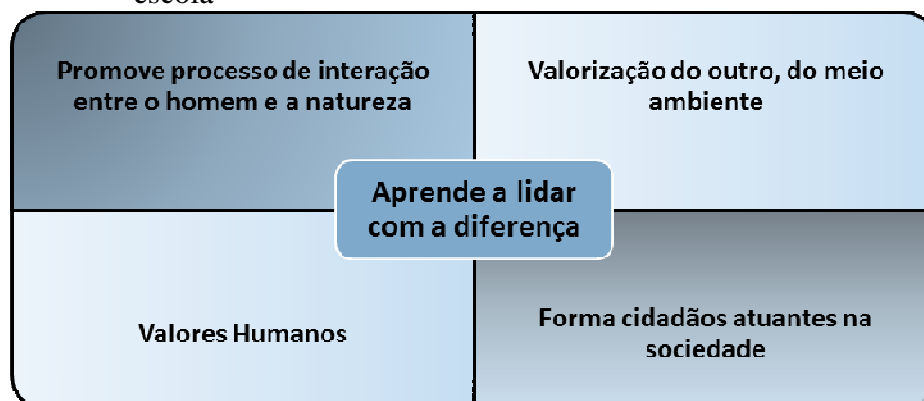 escola
Promove processo de interação
entre o homem e a natureza
Valorização do outro, do meio
ambiente
Aprende a lidar
com a diferença
Valores Humanos
Forma cidadãos atuantes na
sociedade